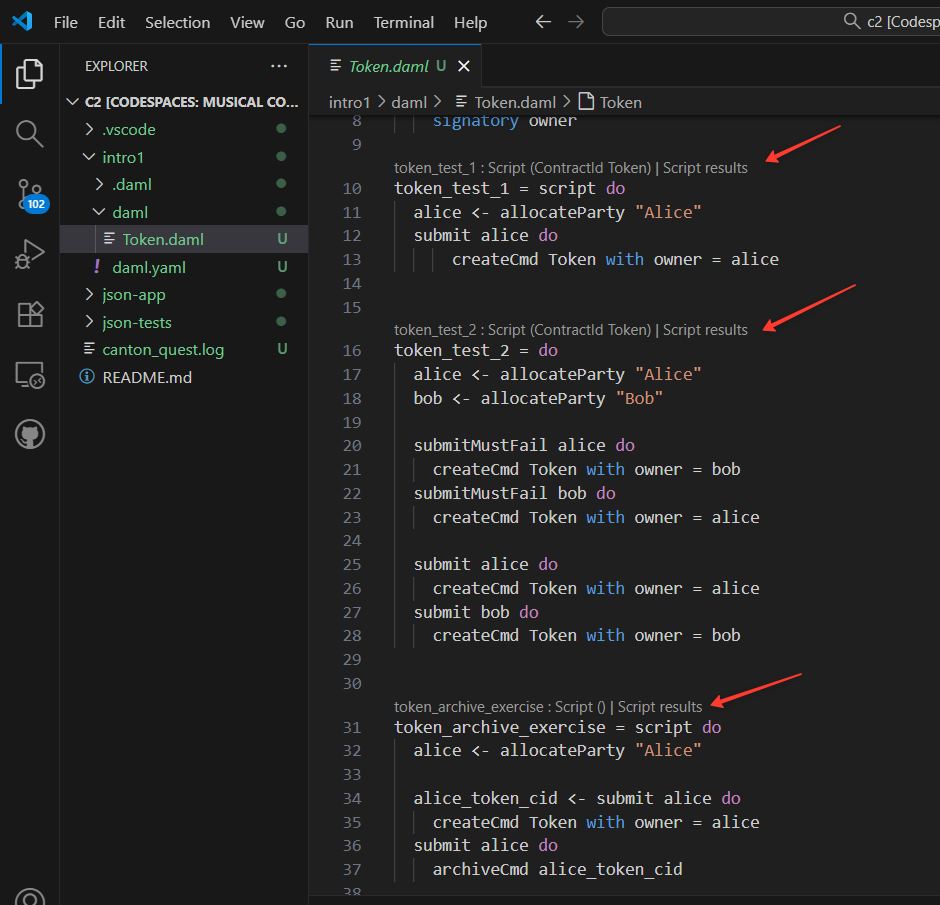 File Edit Selection View Go Run Terminal Help ← → c2 [Codesp
EXPLORER ···
C2 [CODESPACES: MUSICAL CO...
.vscode
intro1
.daml
daml
Token.daml U
daml.yaml U
json-app
json-tests
canton_quest.log U
README.md
102
Token.daml U
intro1 > daml > Token.daml > Token
8 signatory owner
9
token_test_1 : Script (ContractId Token) | Script results
10 token_test_1 = script do
11 alice <- allocateParty "Alice"
12 submit alice do
13 createCmd Token with owner = alice
14
15
token_test_2 : Script (ContractId Token) | Script results
16 token_test_2 = do
17 alice <- allocateParty "Alice"
18 bob <- allocateParty "Bob"
19
20 submitMustFail alice do
21 createCmd Token with owner = bob
22 submitMustFail bob do
23 createCmd Token with owner = alice
24
25 submit alice do
26 createCmd Token with owner = alice
27 submit bob do
28 createCmd Token with owner = bob
29
30
token_archive_exercise : Script () | Script results
31 token_archive_exercise = script do
32 alice <- allocateParty "Alice"
33
34 alice_token_cid <- submit alice do
35 createCmd Token with owner = alice
36 submit alice do
37 archiveCmd alice_token_cid
38